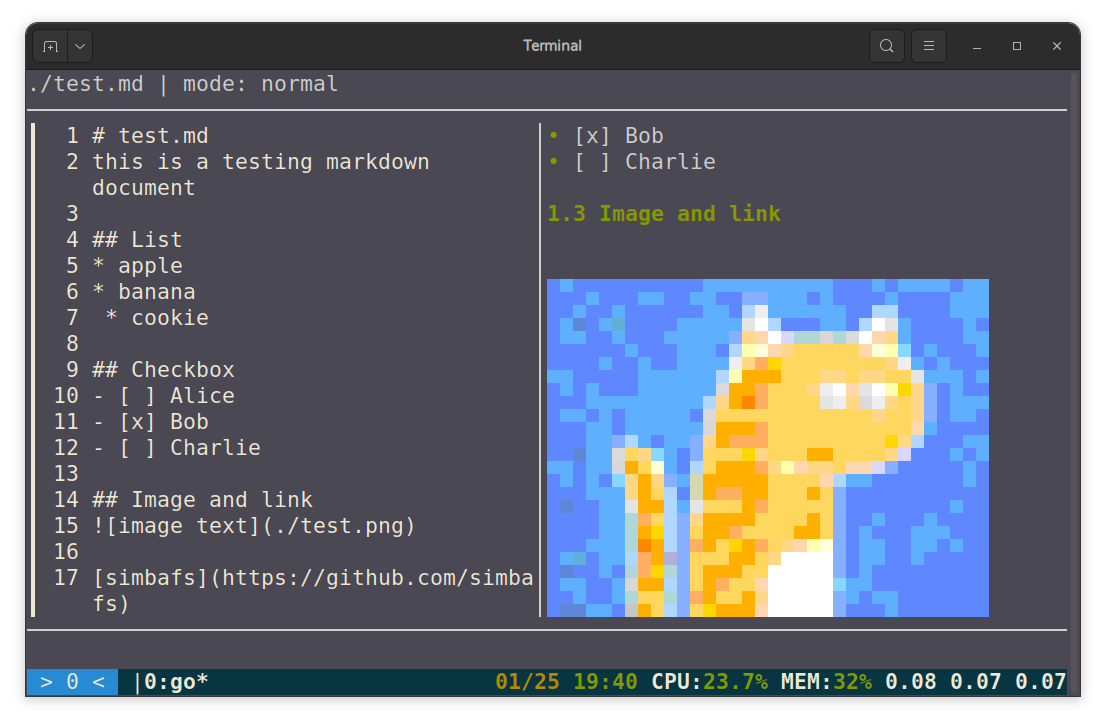 Terminal
./test.md | mode: normal
1 # test.md
2 this is a testing markdown
document
3
4 ## List
5 * apple
6 * banana
7  * cookie
8
9 ## Checkbox
10 - [ ] Alice
11 - [x] Bob
12 - [ ] Charlie
13
14 ## Image and link
15 ![image text](./test.png)
16
17 [simbafs](https://github.com/simba
fs)
• [x] Bob
• [ ] Charlie
1.3 Image and link
> 0 < |0:go* 01/25 19:40 CPU:23.7% MEM:32% 0.08 0.07 0.07